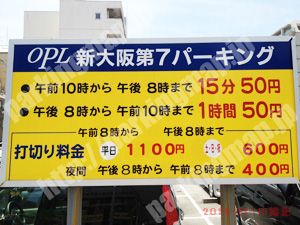 OPL 新大阪第7パーキング
午前10時から 午後 8時まで 15分 50円
午後 8時から 午前10時まで 1時間 50円
午前8時から 午後8時まで
打切り料金 平日 1100円 土・日・祝 600円
夜間 午後8時から 午前8時まで 400円